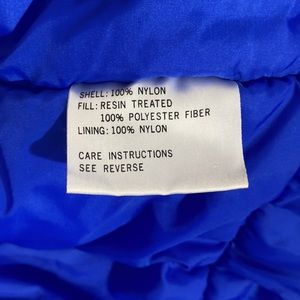 SHELL: 100% NYLON
FILL: RESIN TREATED
100% POLYESTER FIBER
LINING: 100% NYLON
CARE INSTRUCTIONS
SEE REVERSE